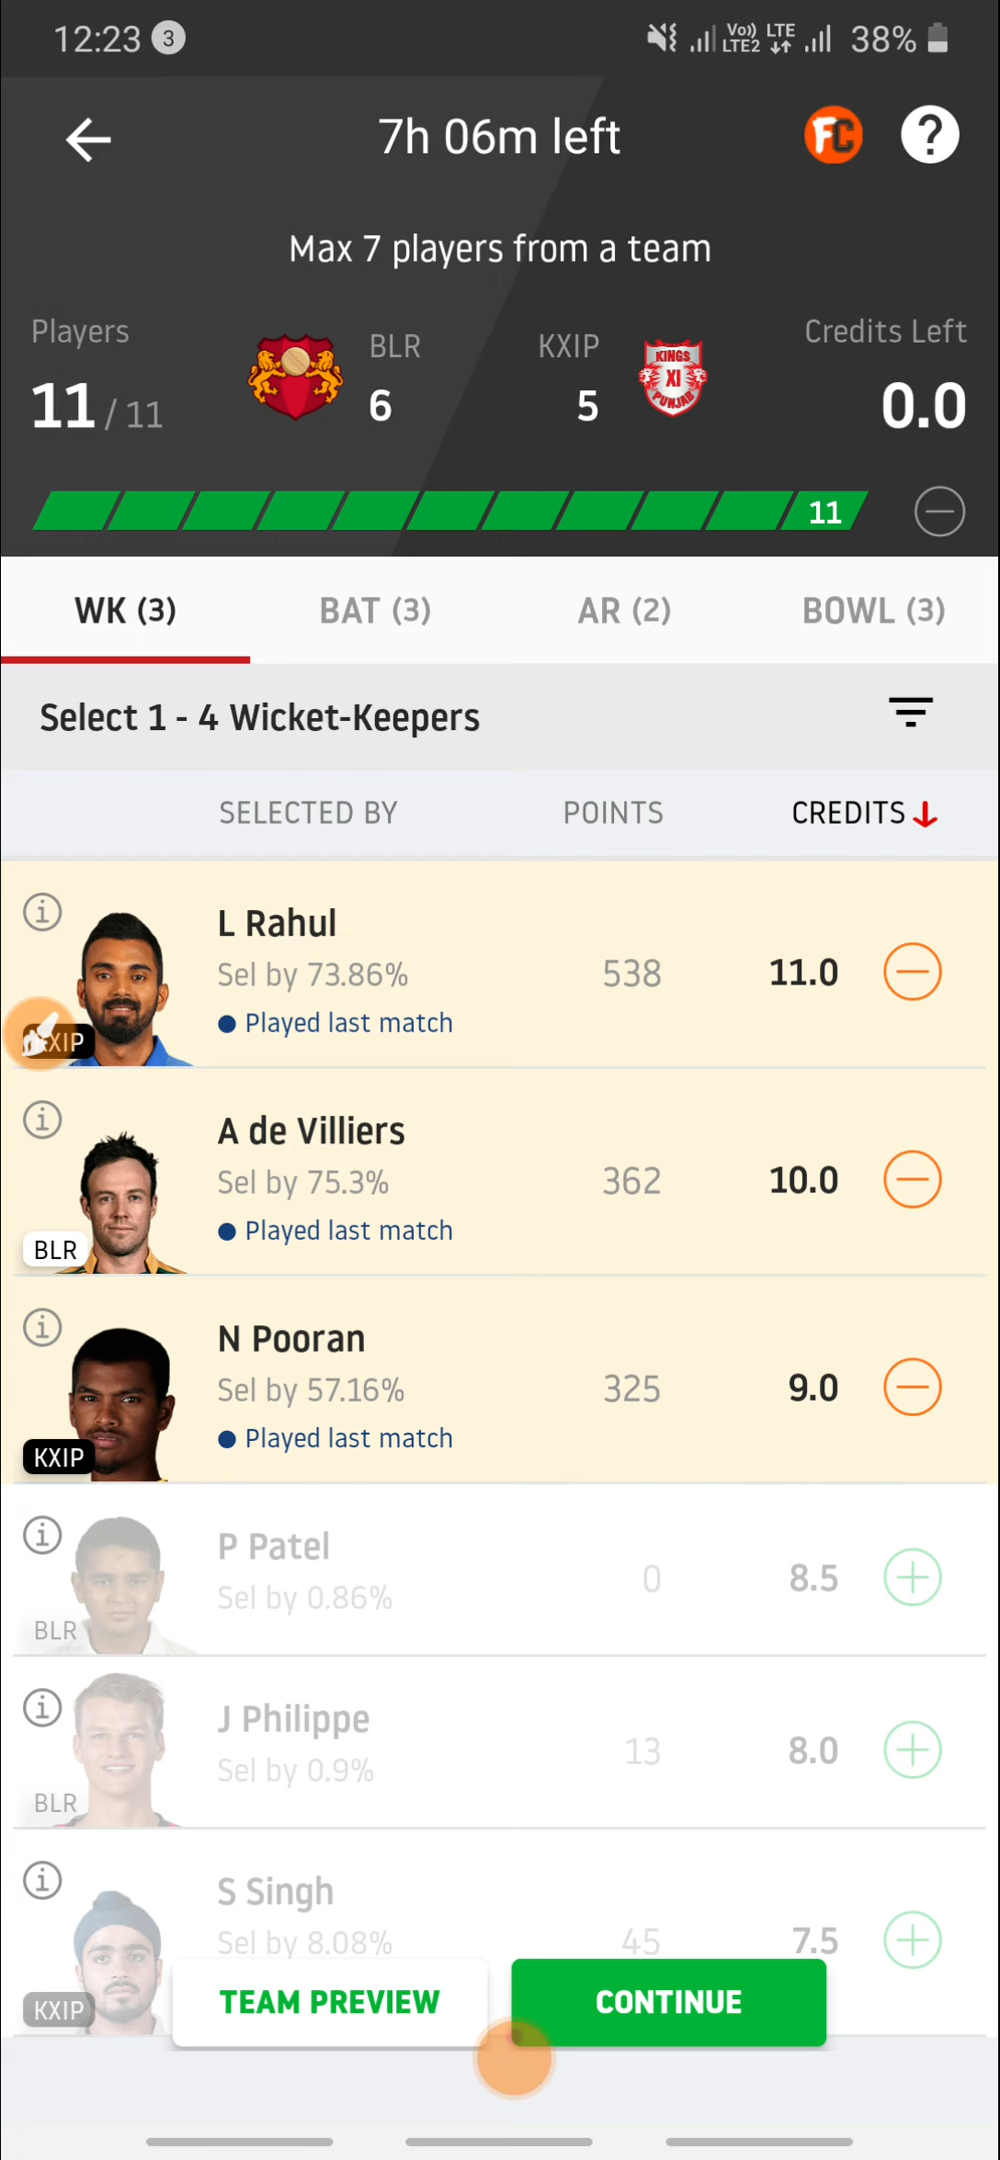 12:23 3 Vo)) LTE2 LTE 38%
7h 06m left FC ?
Max 7 players from a team
Players BLR KXIP Credits Left
11 / 11 6 5 0.0
KINGS
XI
PUNJAB
11
WK (3) BAT (3) AR (2) BOWL (3)
Select 1 - 4 Wicket-Keepers
SELECTED BY POINTS CREDITS
L Rahul
Sel by 73.86% 538 11.0
Played last match
KXIP
A de Villiers
Sel by 75.3% 362 10.0
Played last match
BLR
N Pooran
Sel by 57.16% 325 9.0
Played last match
KXIP
P Patel
Sel by 0.86% 0 8.5
BLR
J Philippe
Sel by 0.9% 13 8.0
BLR
S Singh
Sel by 8.08% 45 7.5
KXIP
TEAM PREVIEW CONTINUE